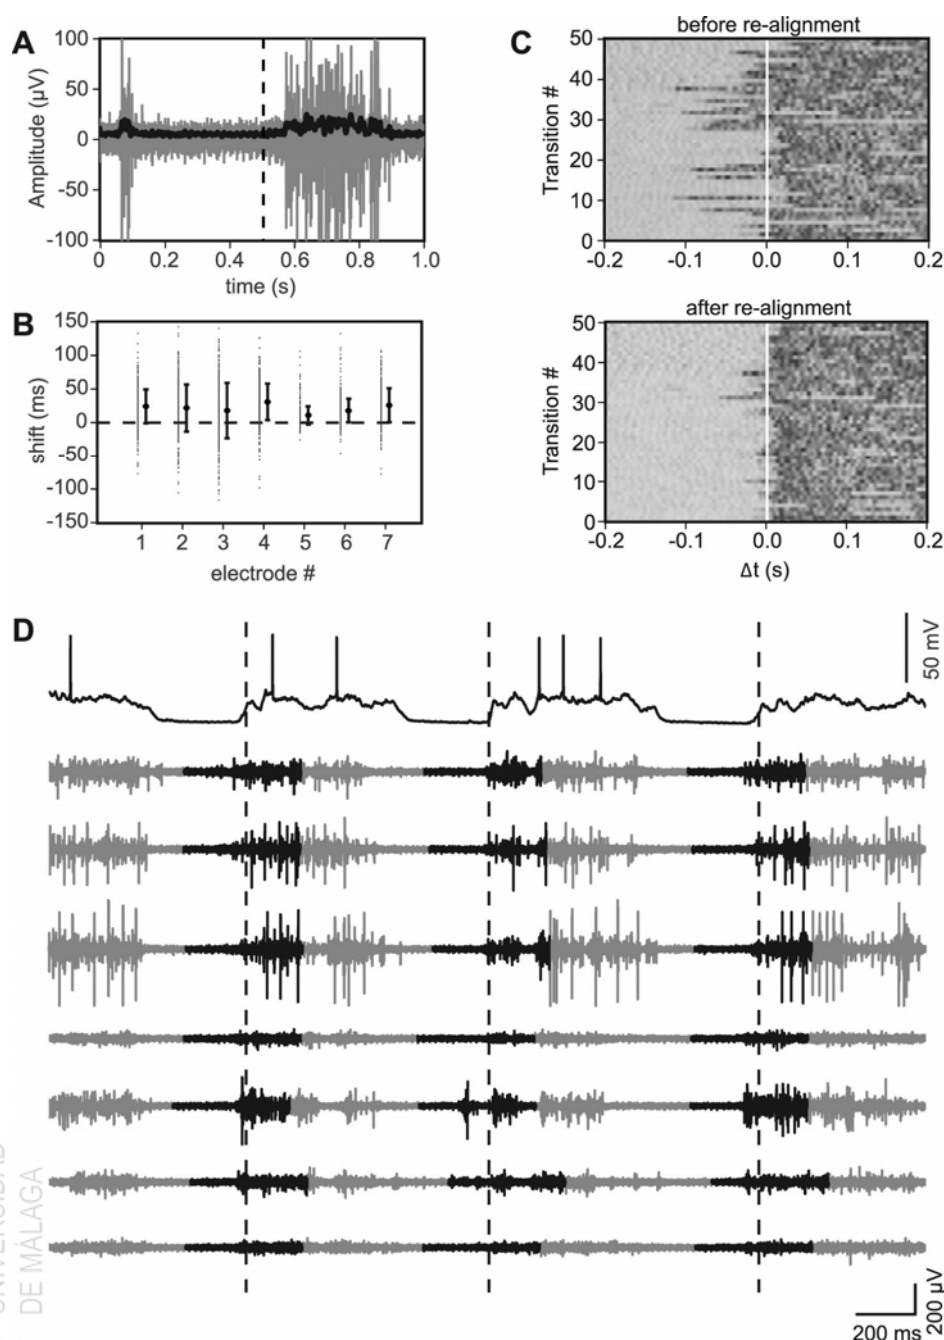 A
100
50
0
-50
-100
Amplitude (µV)
0
0.2
0.4
0.6
0.8
1.0
time (s)
B
150
100
50
0
-50
-100
-150
shift (ms)
1
2
3
4
5
6
7
electrode #
C
before re-alignment
50
40
30
20
10
0
Transition #
-0.2
-0.1
0.0
0.1
0.2
after re-alignment
50
40
30
20
10
0
Transition #
-0.2
-0.1
0.0
0.1
0.2
Δt (s)
D
50 mV
DE MÁLAGA
200 µV
200 ms